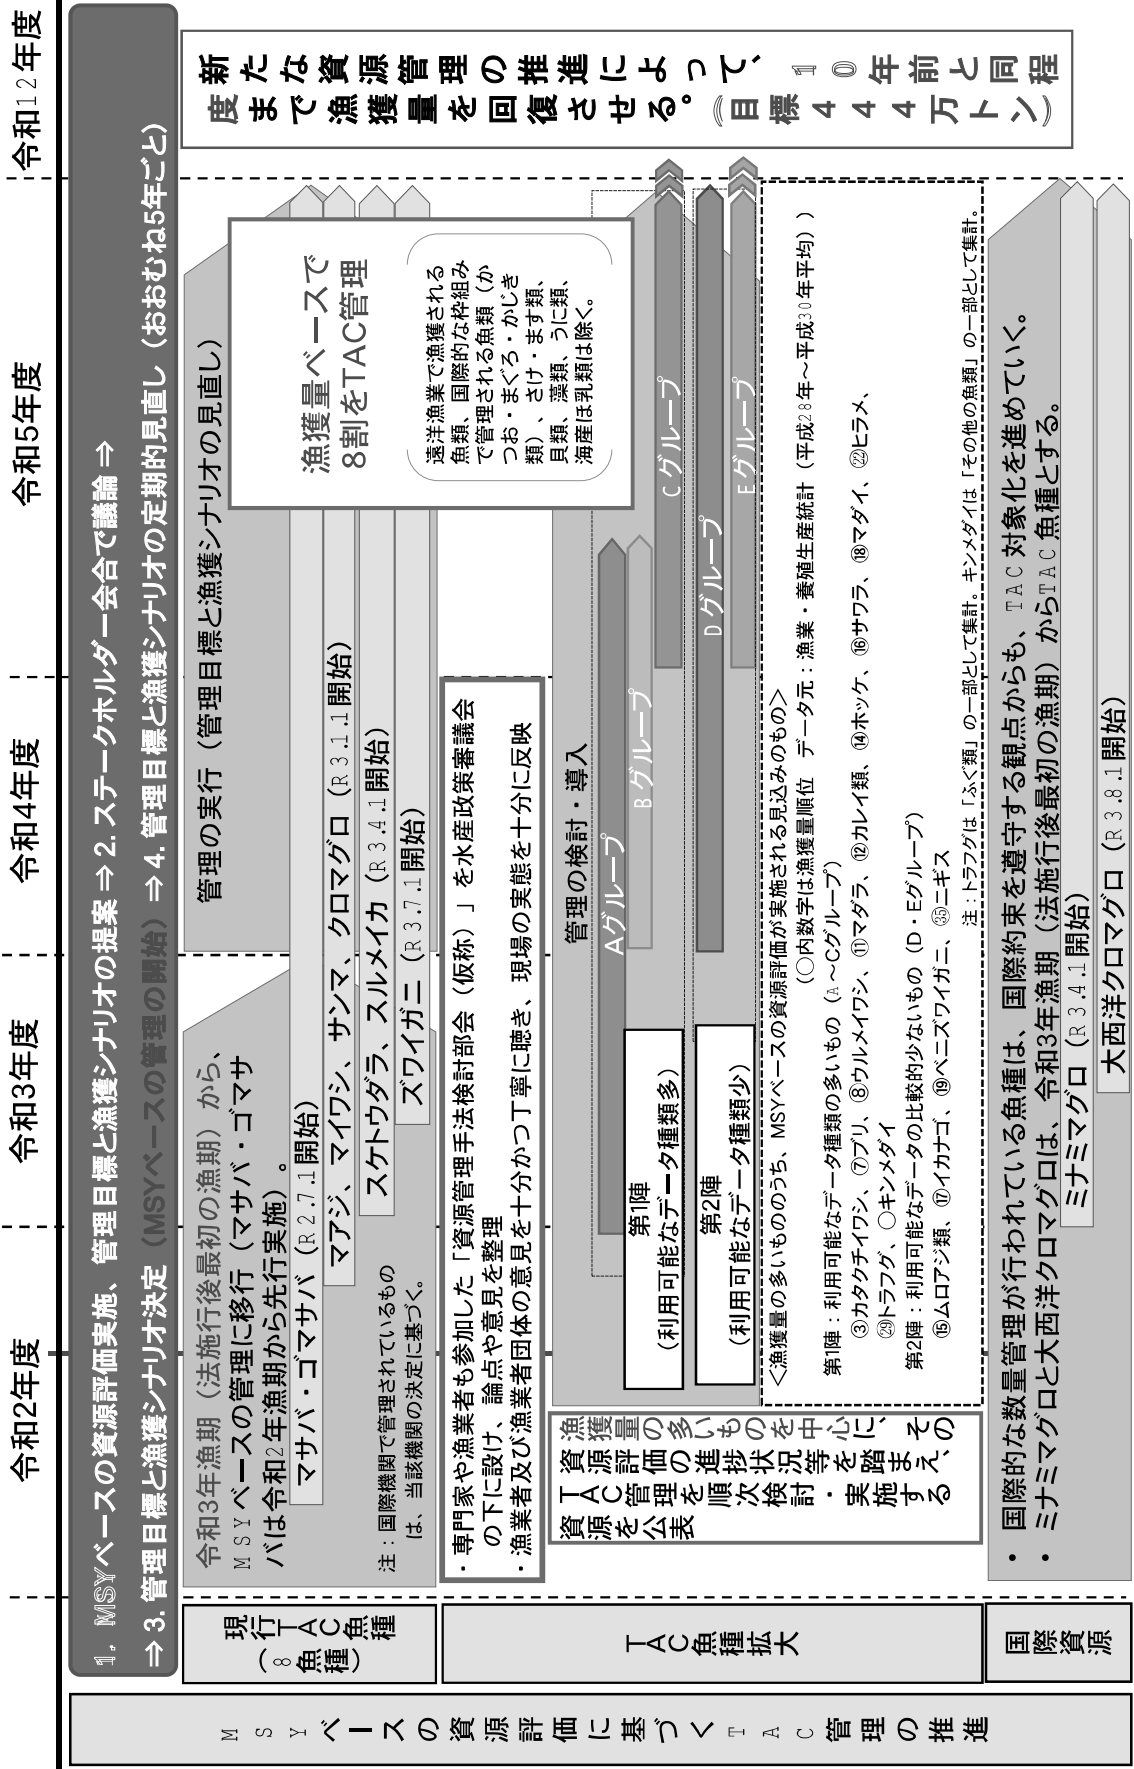 令和2年度
令和3年度
令和4年度
令和5年度
令和12年度
MSYベースの資源評価に基づくTAC管理の推進
1. MSYベースの資源評価実施、管理目標と漁獲シナリオの提案 ⇒ 2. ステークホルダー会合で議論 ⇒
⇒ 3. 管理目標と漁獲シナリオ決定（MSYベースの管理の開始）⇒ 4. 管理目標と漁獲シナリオの定期的見直し（おおむね5年ごと）
新たな資源管理の推進によって、10年前と同程
度まで漁獲量を回復させる。（目標444万トン）
現行TAC魚種
（8魚種）
令和3年漁期（法施行後最初の漁期）から、
MSYベースの管理に移行（マサバ・ゴマサ
バは令和2年漁期から先行実施）。
管理の実行（管理目標と漁獲シナリオの見直し）
マサバ・ゴマサバ（R2.7.1開始）
マアジ、マイワシ、サンマ、クロマグロ（R3.1.1開始）
スケトウダラ、スルメイカ（R3.4.1開始）
ズワイガニ（R3.7.1開始）
注：国際機関で管理されているもの
は、当該機関の決定に基づく。
漁獲量ベースで
8割をTAC管理
遠洋漁業で漁獲される
魚類、国際的な枠組み
で管理される魚類（か
つお・まぐろ・かじき
類）、さけ・ます類、
貝類、藻類、うに類、
海産ほ乳類は除く。
TAC魚種拡大
・専門家や漁業者も参加した「資源管理手法検討部会（仮称）」を水産政策審議会
の下に設け、論点や意見を整理
・漁業者及び漁業者団体の意見を十分かつ丁寧に聴き、現場の実態を十分に反映
漁獲量の多いものを中心に、その
資源評価の進捗状況等を踏まえ、
TAC管理を順次検討・実施する
資源を公表
管理の検討・導入
Aグループ
Bグループ
Cグループ
第1陣
（利用可能なデータ種類多）
Dグループ
Eグループ
第2陣
（利用可能なデータ種類少）
＜漁獲量の多いもののうち、MSYベースの資源評価が実施される見込みのもの＞
（○内数字は漁獲量順位 データ元：漁業・養殖生産統計（平成28年～平成30年平均））
第1陣：利用可能なデータ種類の多いもの（A～Cグループ）
③カタクチイワシ、⑦ブリ、⑧ウルメイワシ、⑪マダラ、⑫カレイ類、⑭ホッケ、⑯サワラ、⑱マダイ、㉒ヒラメ、
㉙トラフグ、○キンメダイ
第2陣：利用可能なデータの比較的少ないもの（D・Eグループ）
⑮ムロアジ類、⑰イカナゴ、⑲ベニズワイガニ、㉟ニギス
注：トラフグは「ふぐ類」の一部として集計。キンメダイは「その他の魚類」の一部として集計。
国際資源
・ 国際的な数量管理が行われている魚種は、国際約束を遵守する観点からも、TAC対象化を進めていく。
・ ミナミマグロと大西洋クロマグロは、令和3年漁期（法施行後最初の漁期）からTAC魚種とする。
ミナミマグロ（R3.4.1開始）
大西洋クロマグロ（R3.8.1開始）